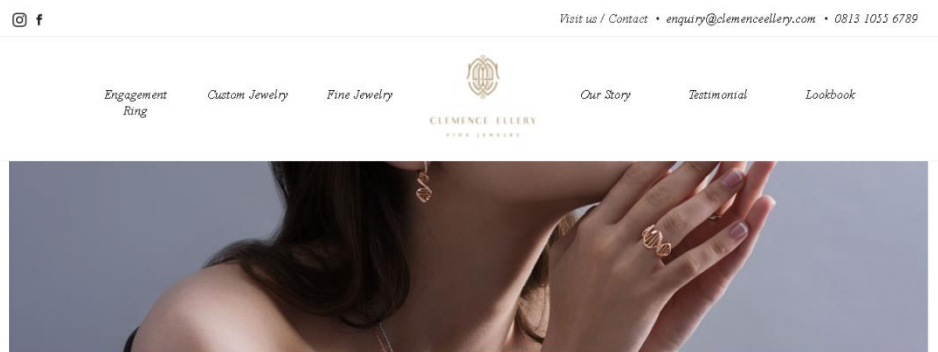 Visit us / Contact • enquiry@clemenceellery.com • 0813 1055 6789
Engagement Ring
Custom Jewelry
Fine Jewelry
CLEMENCE ELLERY
FINE JEWELRY
Our Story
Testimonial
Lookbook